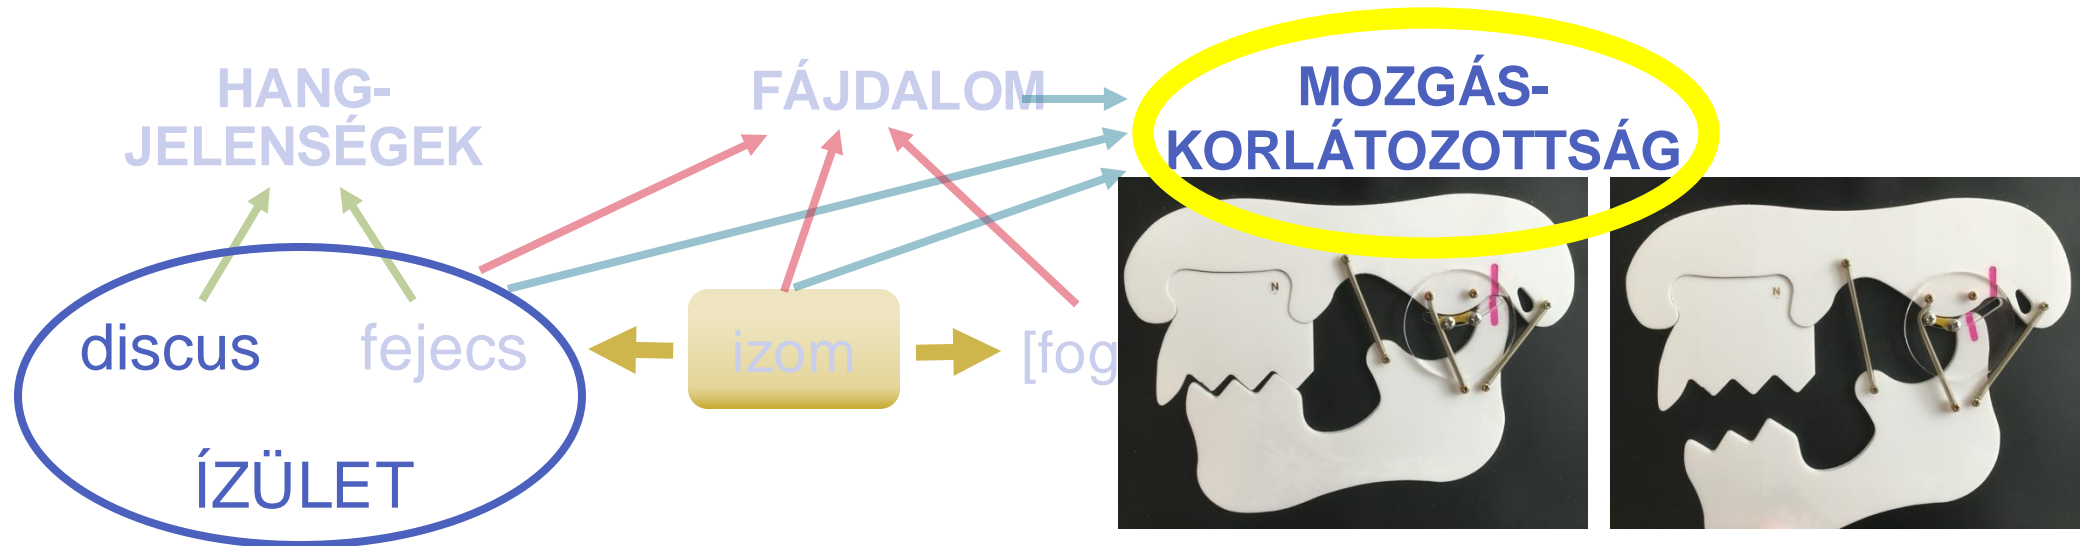 HANG-
JELENSÉGEK
FÁJDALOM
MOZGÁS-
KORLÁTOZOTTSÁG
discus
fejecs
izom
[fog
ÍZÜLET
N
N